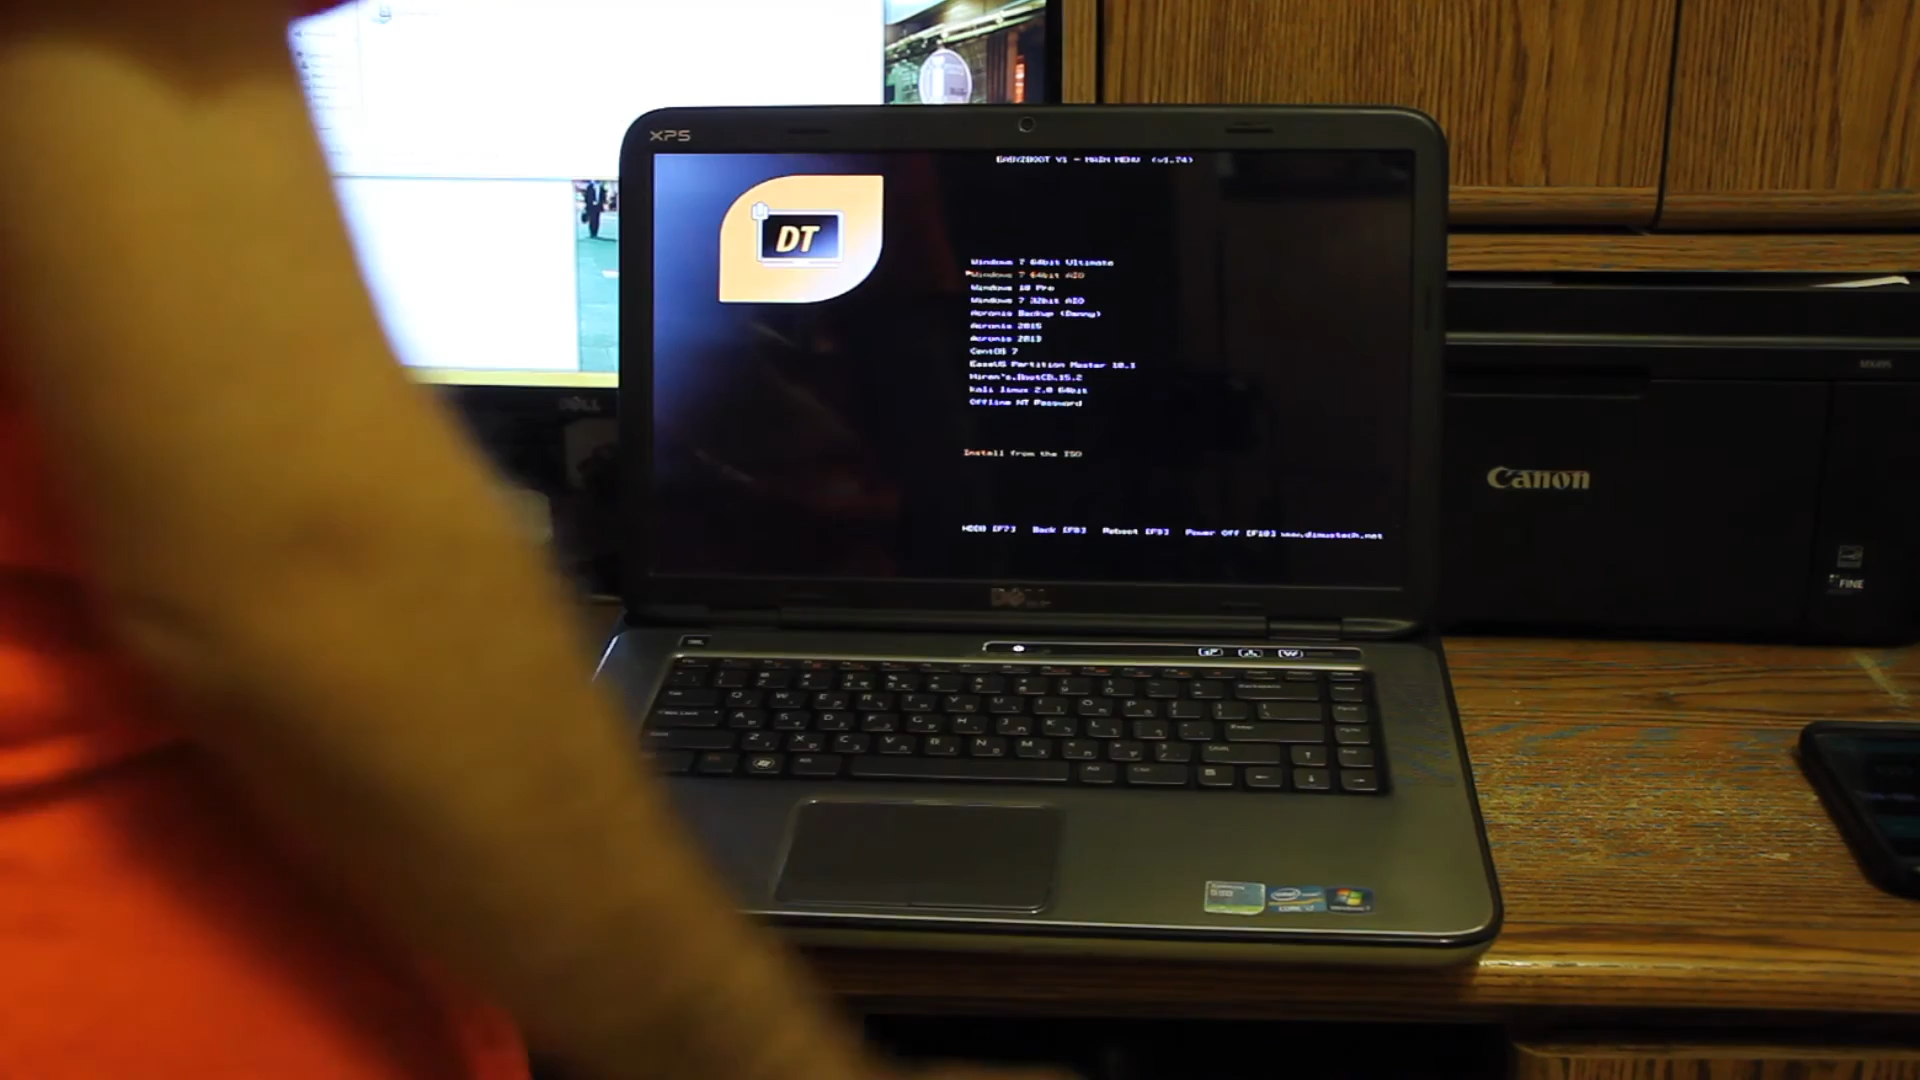 XPS
EASY2BOOT V1 - MAIN MENU (v1.74)
DT
Windows 7 64bit Ultimate
Windows 7 64bit AIO
Windows 10 Pro
Windows 7 32bit AIO
Acronis Backup (Danny)
Acronis 2015
Acronis 2013
CentOS 7
EaseUS Partition Master 10.1
Hiren's.BootCD.15.2
Kali linux 2.0 64bit
Offline NT Password
Install from the ISO
HDD0 [F7] Back [F8] Reboot [F9] Power Off [F10] www.dimustech.net
DELL
DELL
Canon
FINE
Q W E R T Y U I O P
A S D F G H J K L
Z X C V B N M